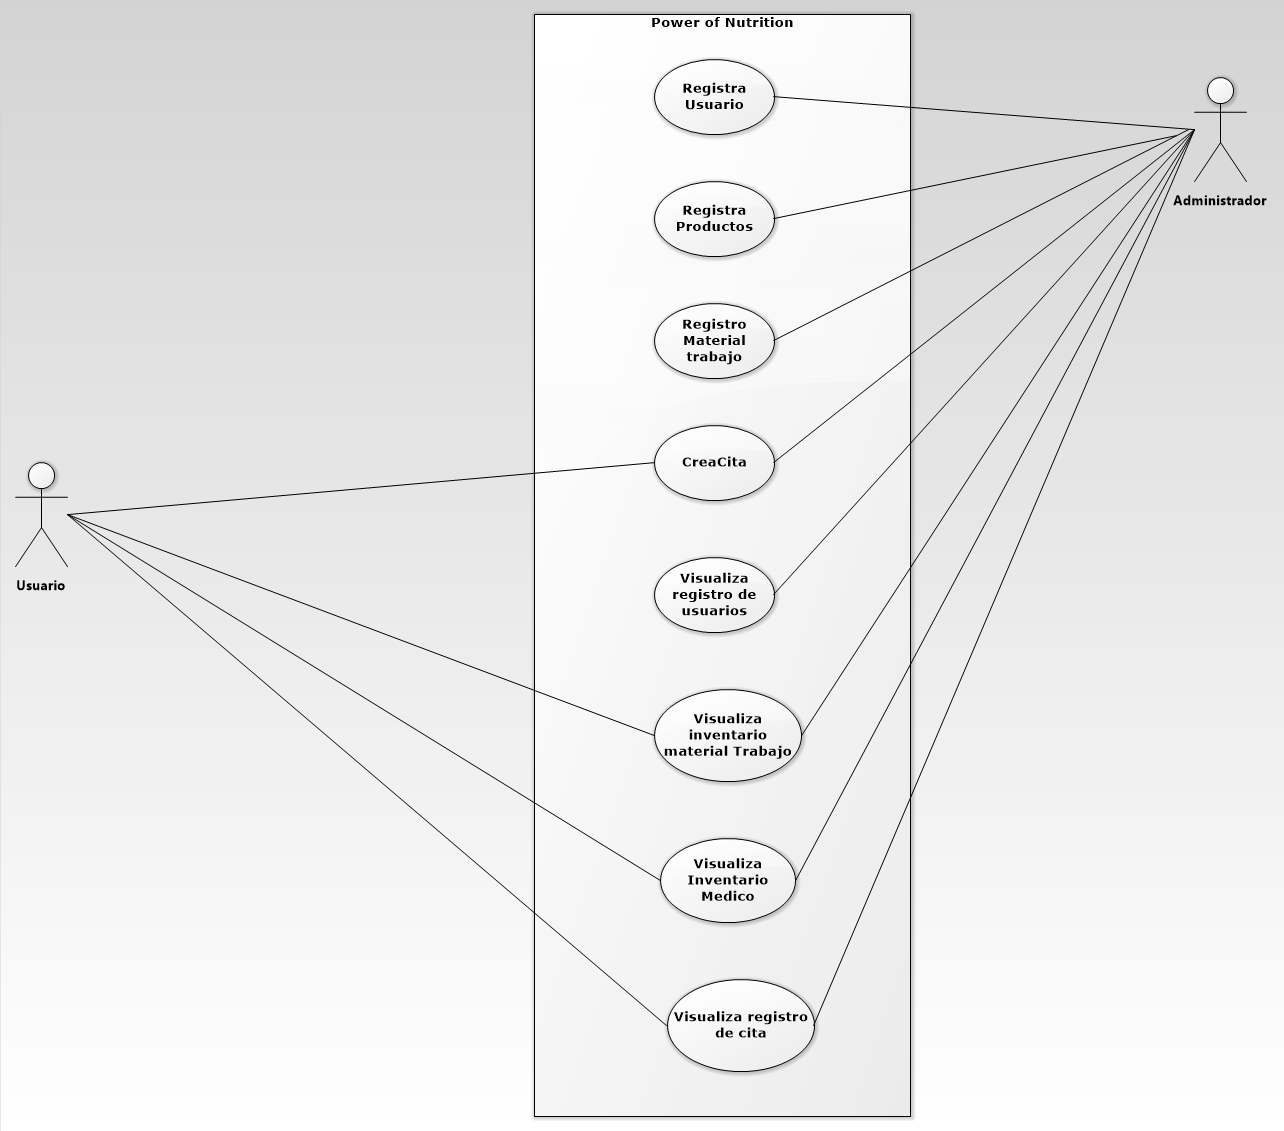 Power of Nutrition
Registra
Usuario
Administrador
Registra
Productos
Registro
Material
trabajo
CreaCita
Usuario
Visualiza
registro de
usuarios
Visualiza
inventario
material Trabajo
Visualiza
Inventario
Medico
Visualiza registro
de cita